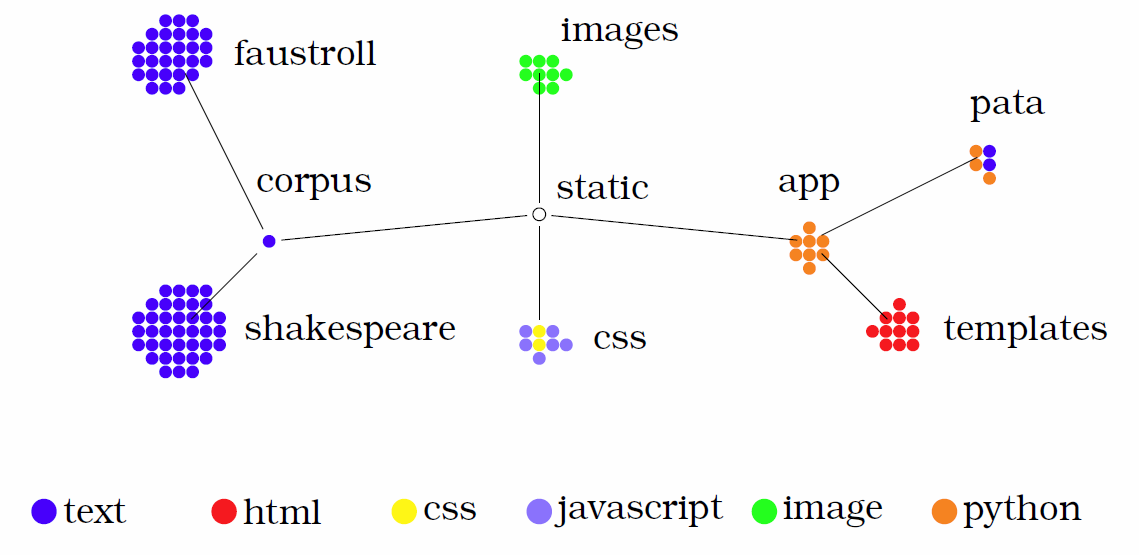 images
faustroll
pata
corpus
static
app
shakespeare
css
templates
text html css javascript image python